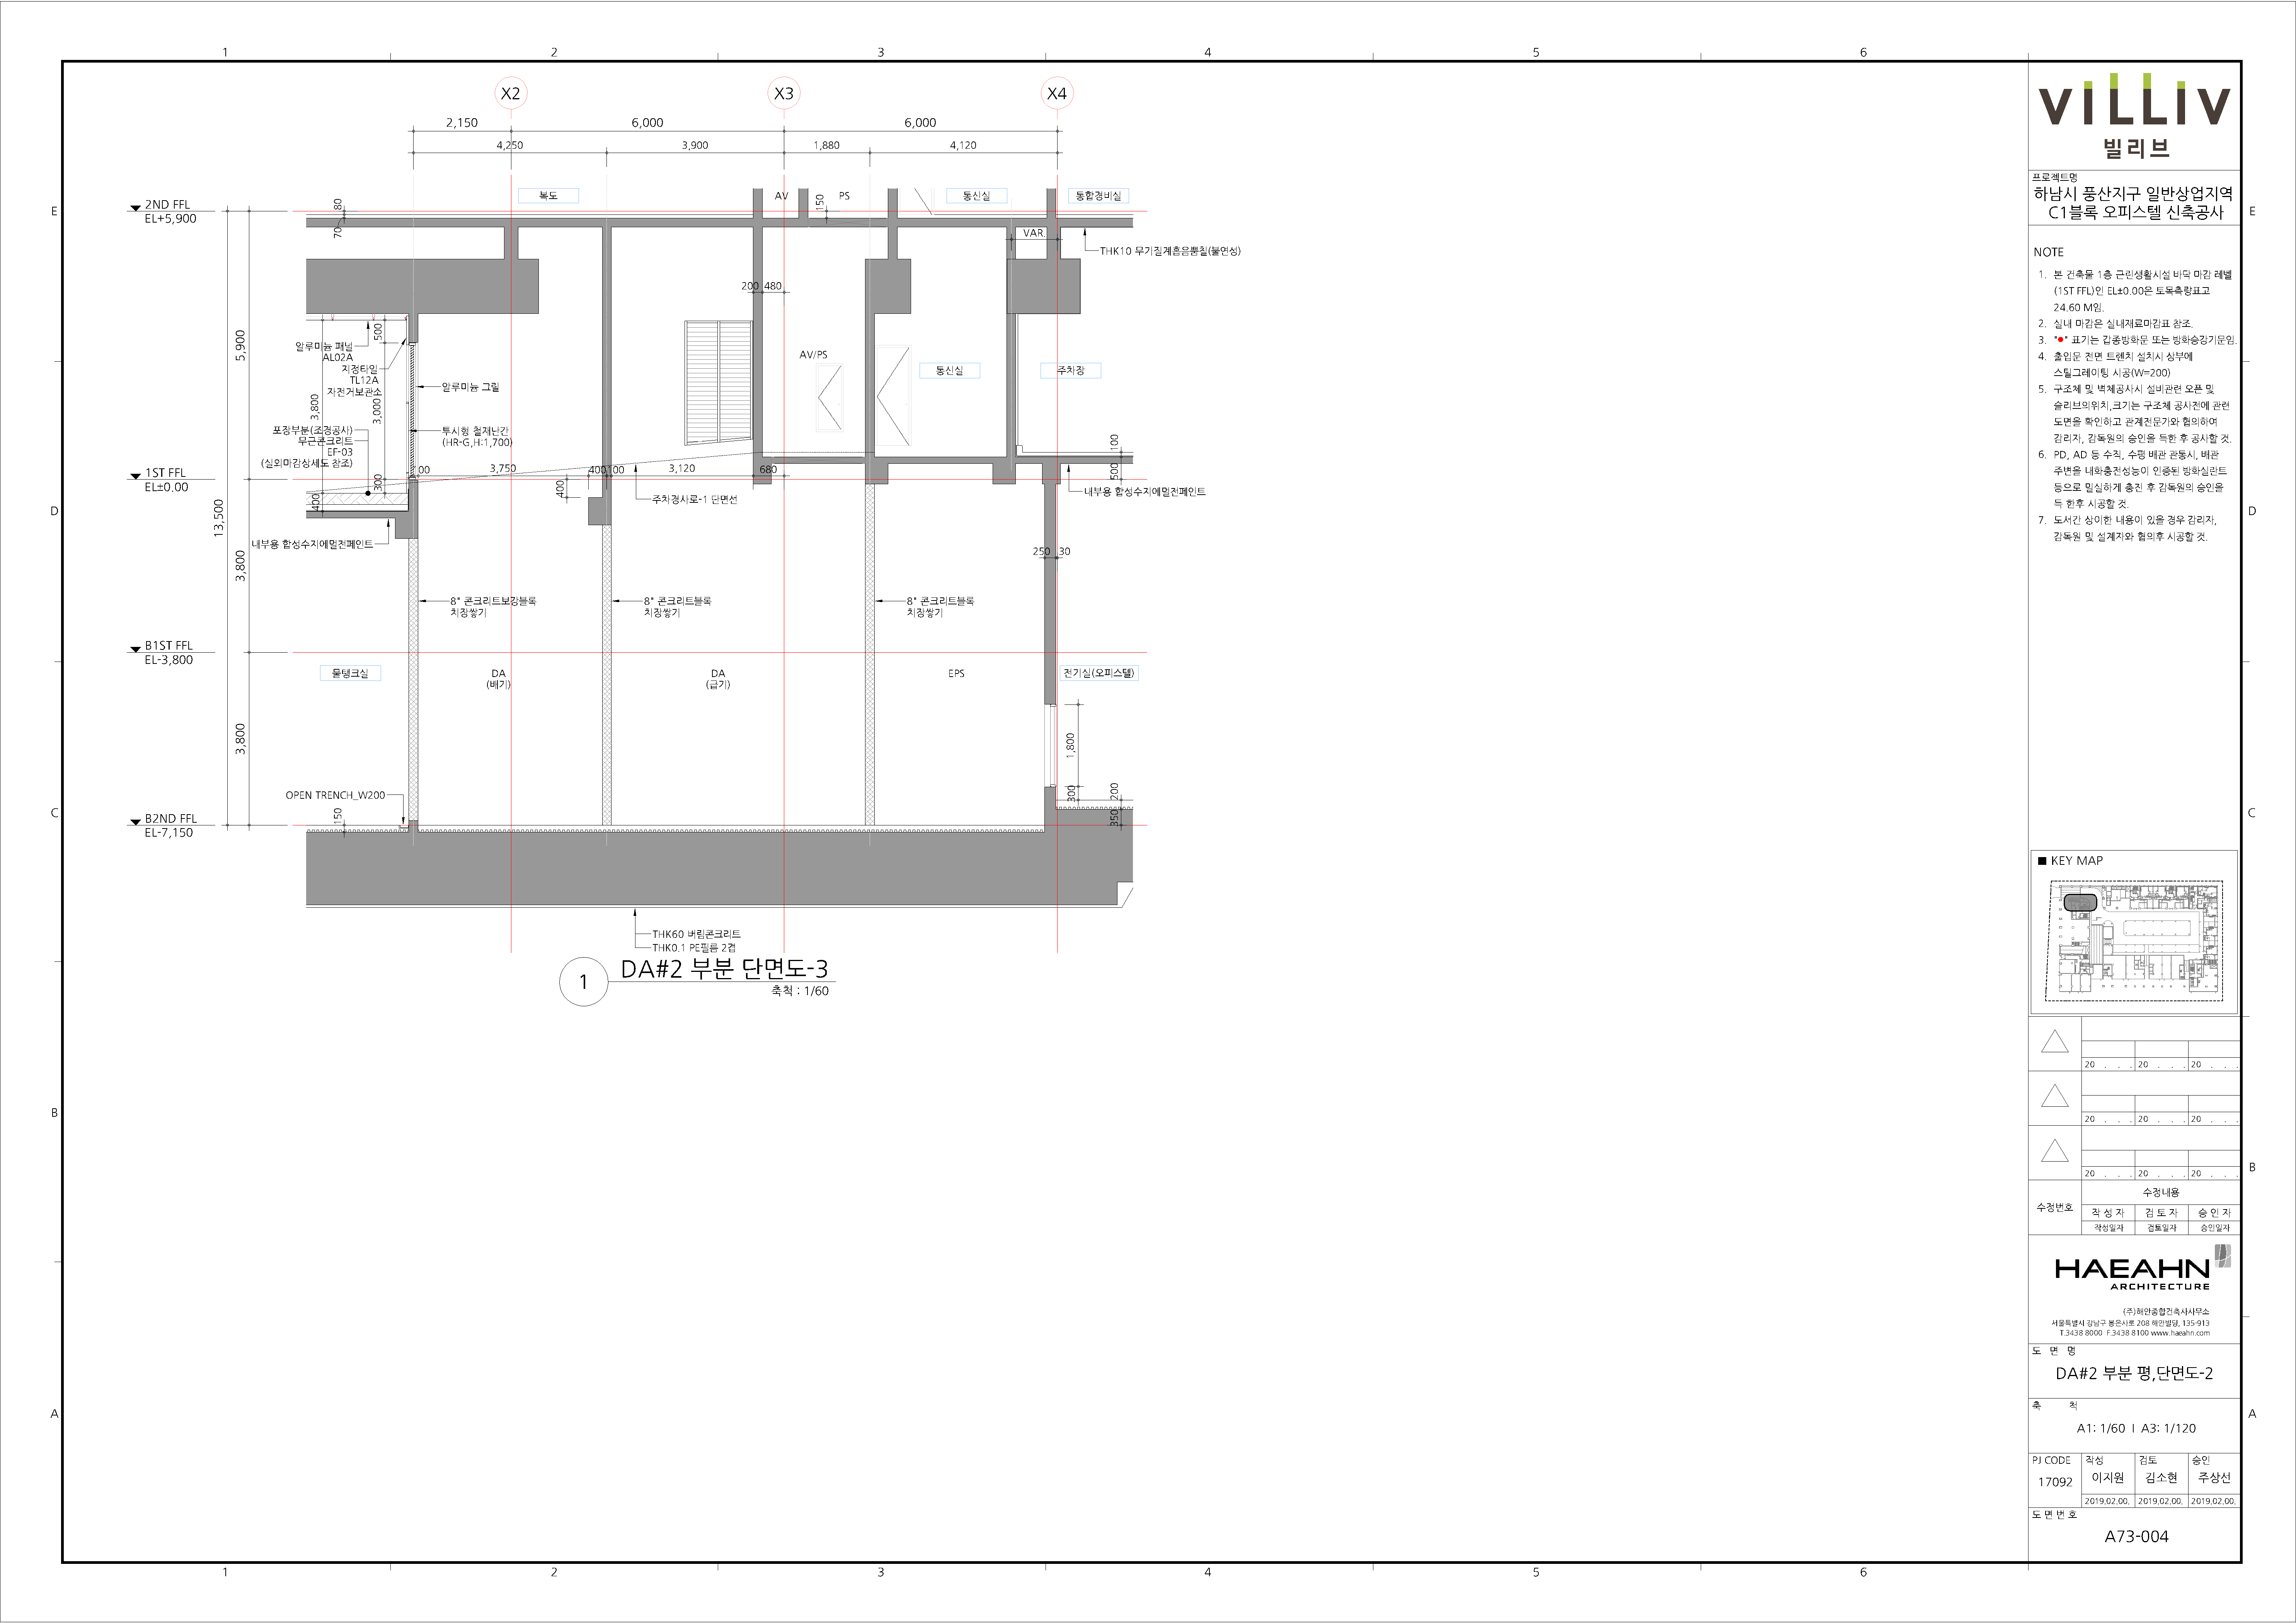 1 2 3 4 5 6
X2 X3 X4
2,150 6,000 6,000
4,250 3,900 1,880 4,120
복도 AV PS 통신실 통합경비실
150
80
70
2ND FFL
EL+5,900
E
VAR.
THK10 무기질계흡음뿜칠(불연성)
200 480
500
5,900
알루미늄 패널
AL02A
지정타일
TL12A
자전거보관소
AV/PS
통신실
주차장
알루미늄 그릴
3,800
3,000
포장부분(조경공사)
무근콘크리트
EF-03
(실외마감상세도 참조)
투시형 철재난간
(HR-G,H:1,700)
100
500
1ST FFL
EL±0.00
3,750 400 100 3,120 680
300
400
400
주차경사로-1 단면선
내부용 합성수지에멀전페인트
13,500
D
내부용 합성수지에멀전페인트
250 30
3,800
8" 콘크리트보강블록
치장쌓기
8" 콘크리트블록
치장쌓기
8" 콘크리트블록
치장쌓기
B1ST FFL
EL-3,800
물탱크실
DA
(배기)
DA
(급기)
EPS
전기실(오피스텔)
3,800
1,800
300
200
350
OPEN TRENCH_W200
150
C
B2ND FFL
EL-7,150
THK60 버림콘크리트
THK0.1 PE필름 2겹
1
DA#2 부분 단면도-3
축척 : 1/60
B
A
1 2 3 4 5 6
VILLIV
빌리브
프로젝트명
하남시 풍산지구 일반상업지역
C1블록 오피스텔 신축공사
E
NOTE
1. 본 건축물 1층 근린생활시설 바닥 마감 레벨
(1ST FFL)인 EL±0.00은 토목측량표고
24.60 M임.
2. 실내 마감은 실내재료마감표 참조.
3. "●" 표기는 갑종방화문 또는 방화승강기문임.
4. 출입문 전면 트렌치 설치시 상부에
스틸그레이팅 시공(W=200)
5. 구조체 및 벽체공사시 설비관련 오픈 및
슬리브의위치,크기는 구조체 공사전에 관련
도면을 확인하고 관계전문가와 협의하여
감리자, 감독원의 승인을 득한 후 공사할 것.
6. PD, AD 등 수직, 수평 배관 관통시, 배관
주변을 내화충전성능이 인증된 방화실란트
등으로 밀실하게 충진 후 감독원의 승인을
득 한후 시공할 것.
7. 도서간 상이한 내용이 있을 경우 감리자,
감독원 및 설계자와 협의후 시공할 것.
D
C
■ KEY MAP
20 . . . 20 . . . 20 . . .
20 . . . 20 . . . 20 . . .
20 . . . 20 . . . 20 . . .
B
수정번호
수정내용
작 성 자 검 토 자 승 인 자
작성일자 검토일자 승인일자
HAEAHN
ARCHITECTURE
(주)해안종합건축사사무소
서울특별시 강남구 봉은사로 208 해안빌딩, 135-913
T.3438 8000 F.3438 8100 www.haeahn.com
도 면 명
DA#2 부분 평,단면도-2
축 척
A1: 1/60 I A3: 1/120
A
PJ CODE 작성 검토 승인
17092 이지원 김소현 주상선
2019.02.00. 2019.02.00. 2019.02.00.
도 면 번 호
A73-004